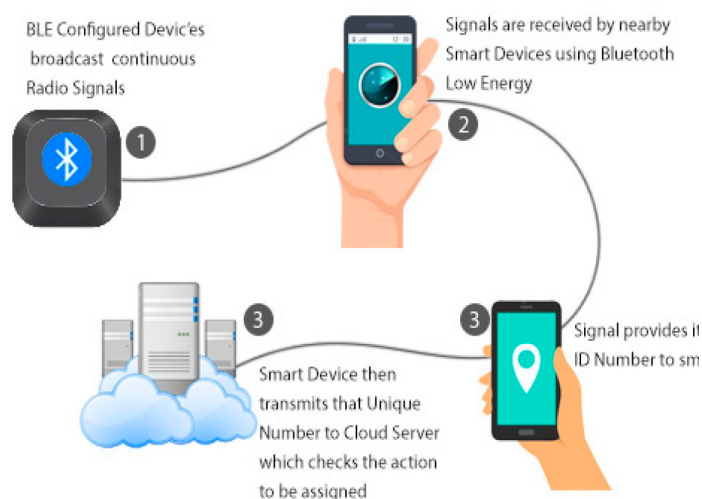 BLE Configured Devic'es
broadcast continuous
Radio Signals
1
Signals are received by nearby
Smart Devices using Bluetooth
Low Energy
2
3
Signal provides it
ID Number to sm
3
Smart Device then
transmits that Unique
Number to Cloud Server
which checks the action
to be assigned